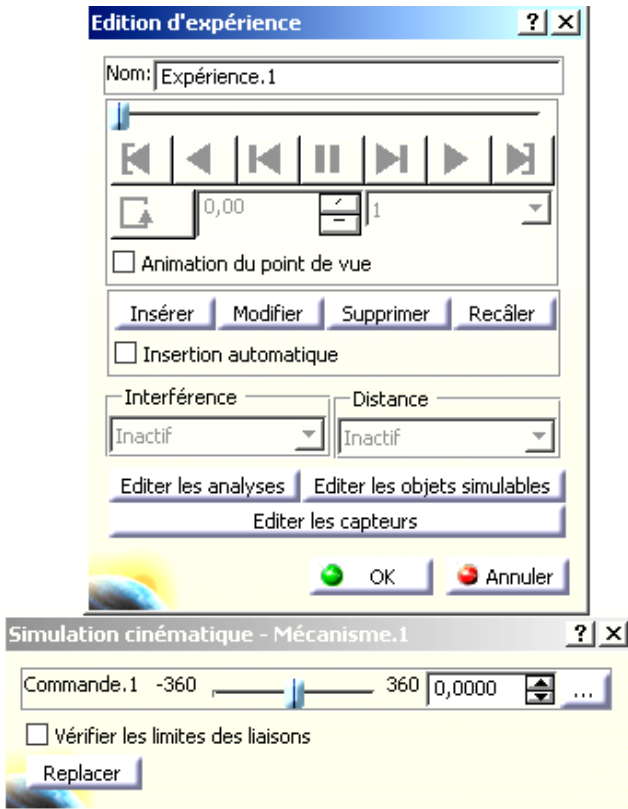 Edition d'expérience ? X
Nom: Expérience.1
0,00 1
Animation du point de vue
Insérer Modifier Supprimer Recâler
Insertion automatique
Interférence Distance
Inactif Inactif
Editer les analyses Editer les objets simulables
Editer les capteurs
OK Annuler
Simulation cinématique - Mécanisme.1 ? X
Commande.1 -360 360 0,0000 ...
Vérifier les limites des liaisons
Replacer